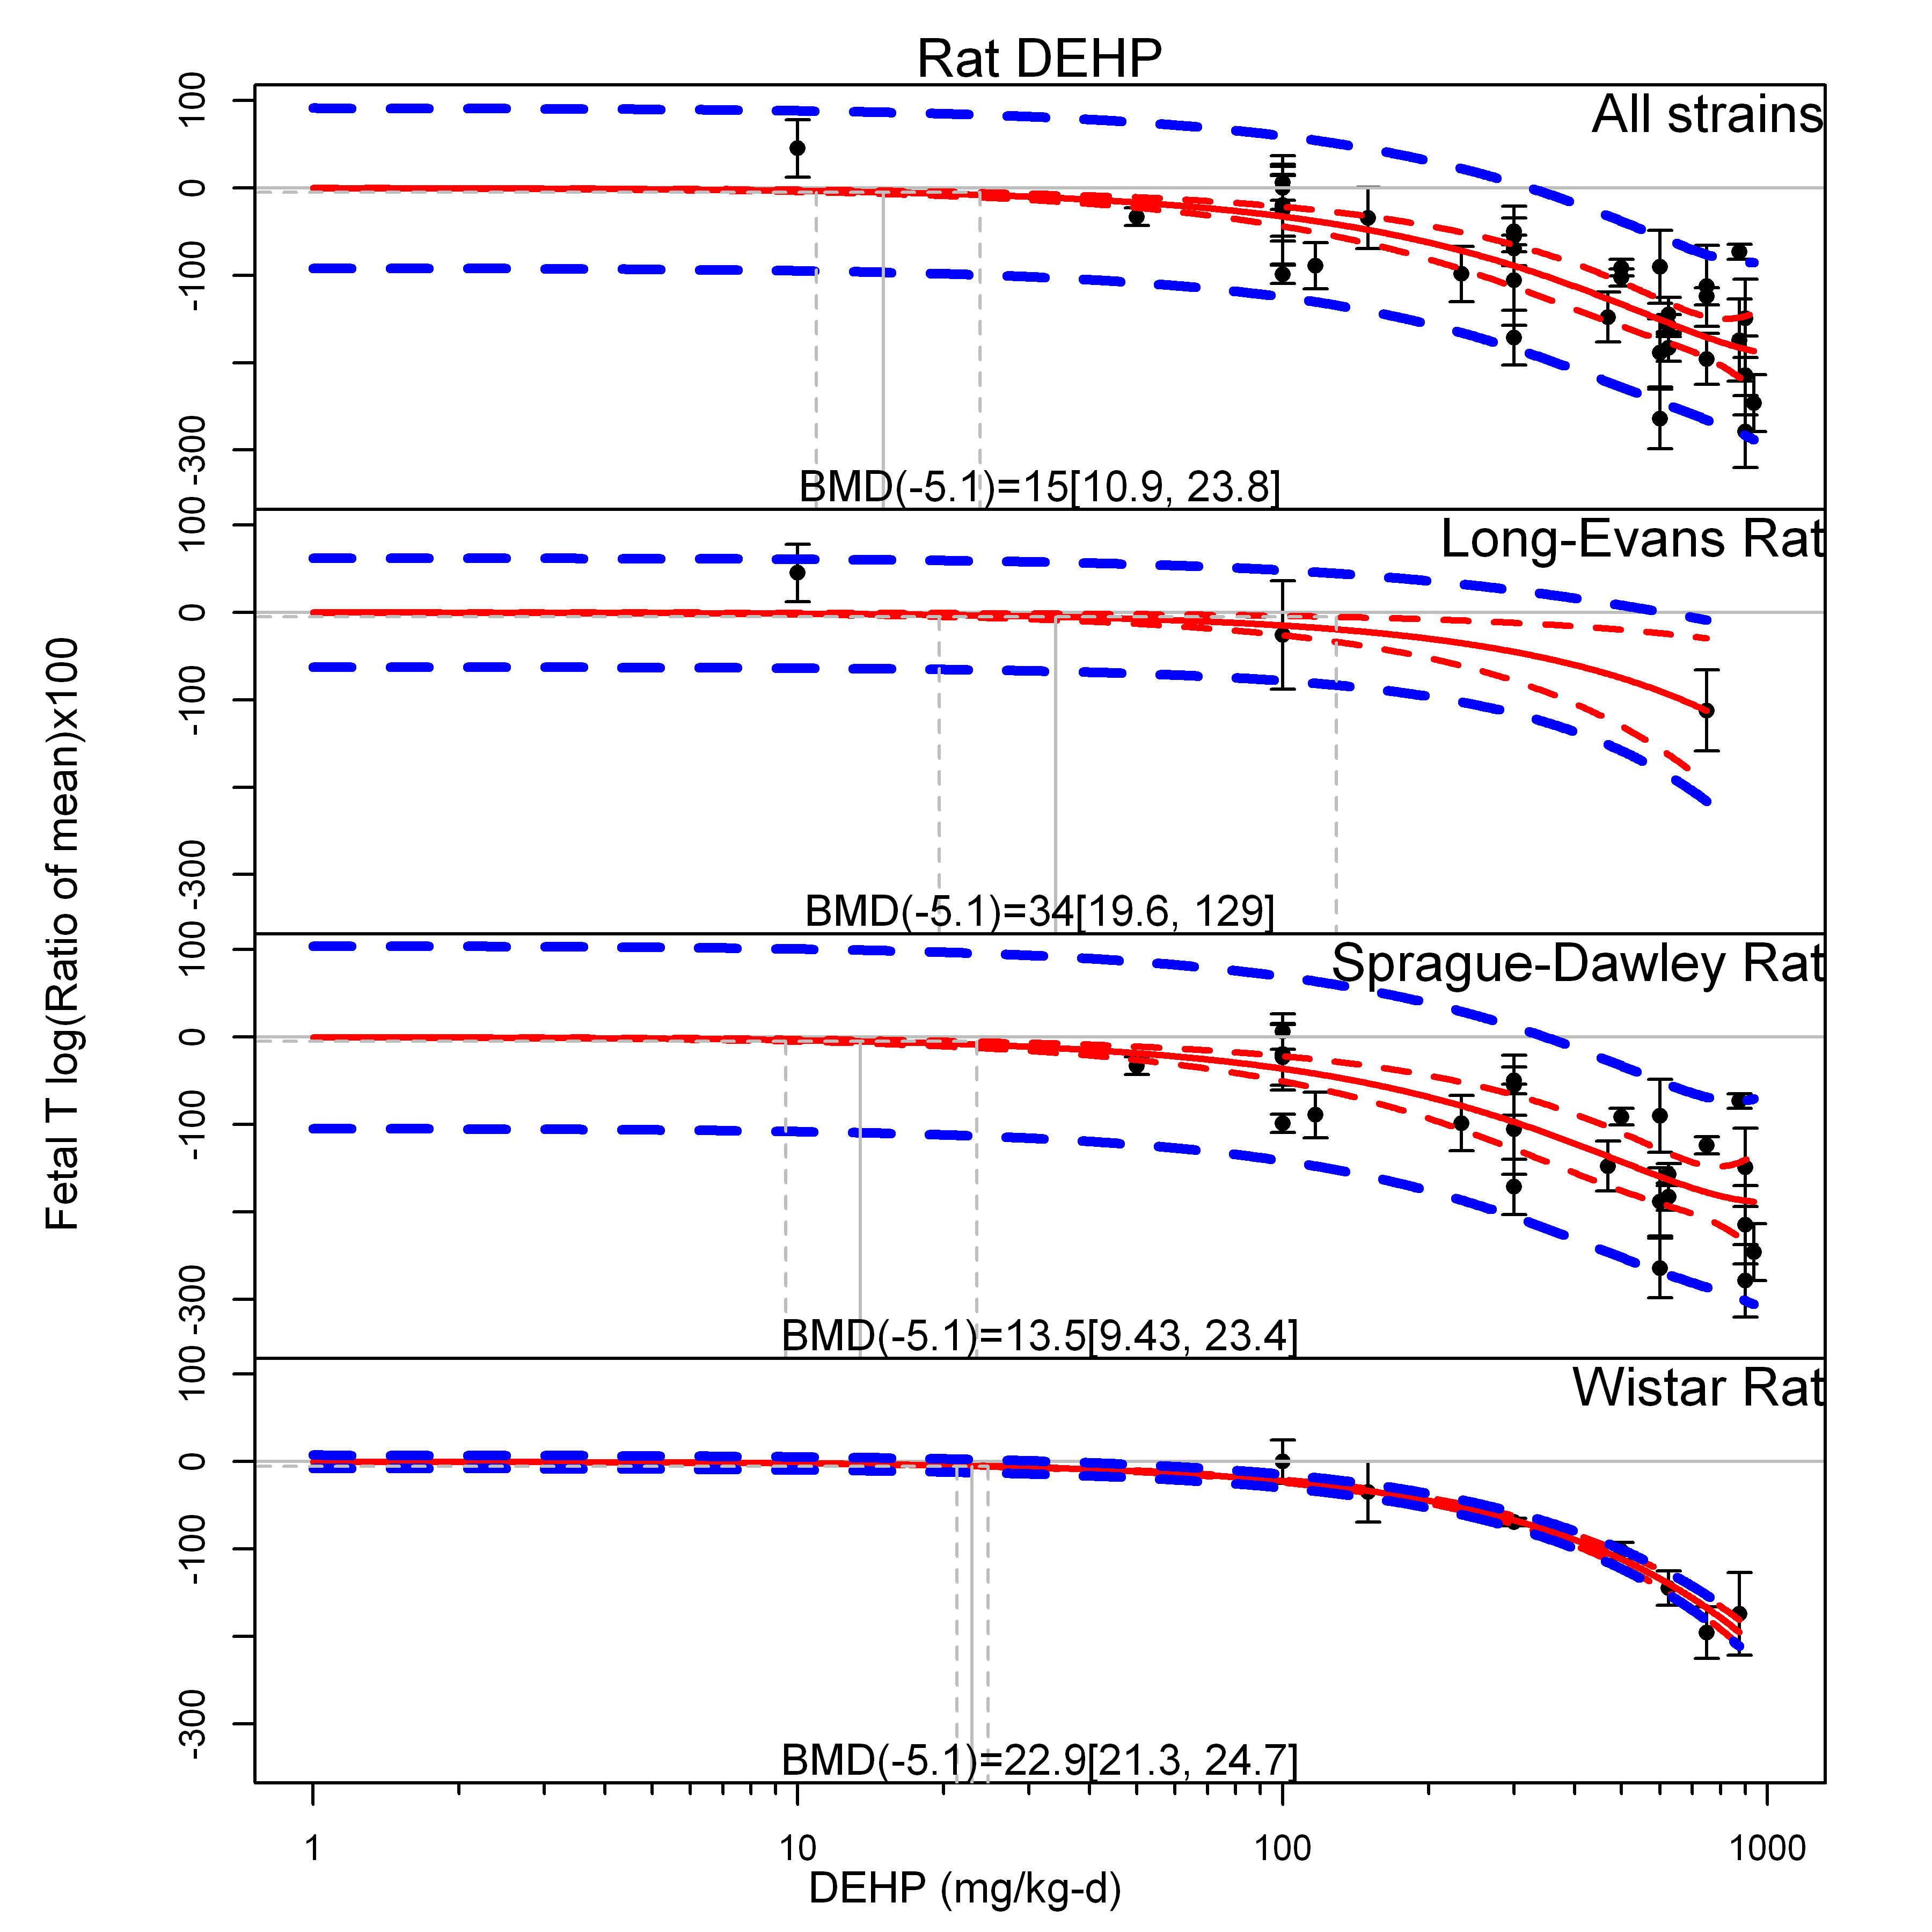 Rat DEHP
All strains
100
0
-100
-300
BMD(-5.1)=15[10.9, 23.8]
Long-Evans Rat
100
0
-100
-300
BMD(-5.1)=34[19.6, 129]
Sprague-Dawley Rat
100
0
-100
-300
BMD(-5.1)=13.5[9.43, 23.4]
Wistar Rat
100
0
-100
-300
BMD(-5.1)=22.9[21.3, 24.7]
Fetal T log(Ratio of mean)x100
1 10 100 1000
DEHP (mg/kg-d)